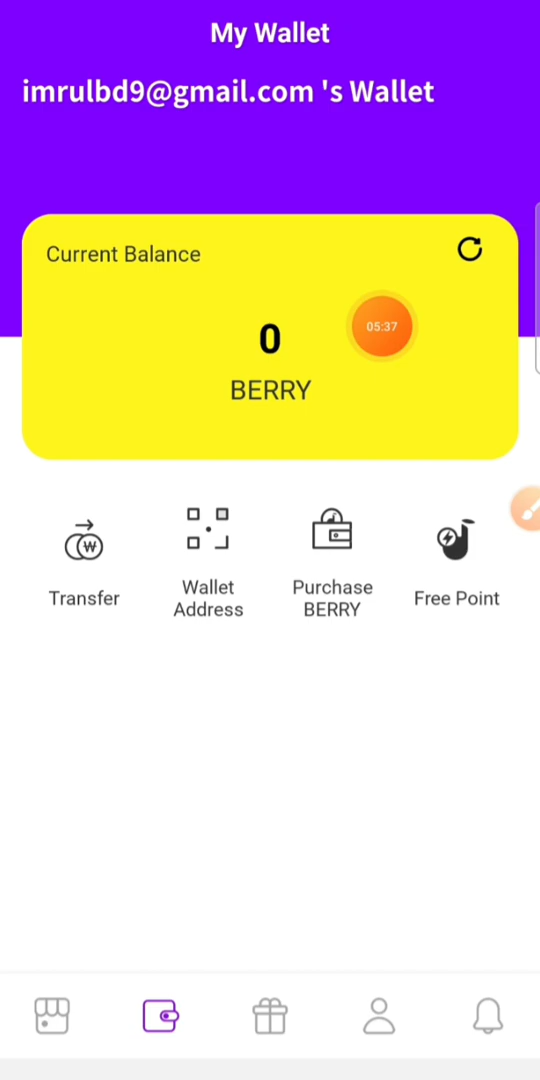 My Wallet
imrulbd9@gmail.com 's Wallet
Current Balance
05:37
0
BERRY
Transfer
Wallet
Address
Purchase
BERRY
Free Point